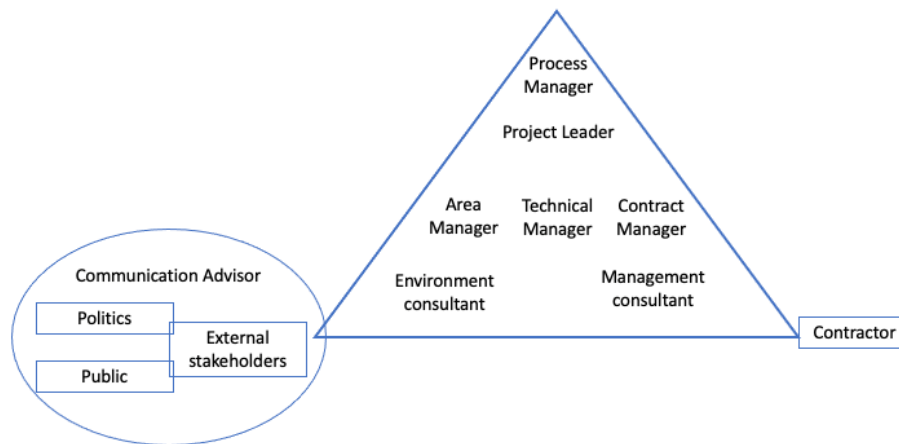 Process
Manager
Project Leader
Area
Manager
Technical
Manager
Contract
Manager
Environment
consultant
Management
consultant
Communication Advisor
Politics
External
stakeholders
Public
Contractor